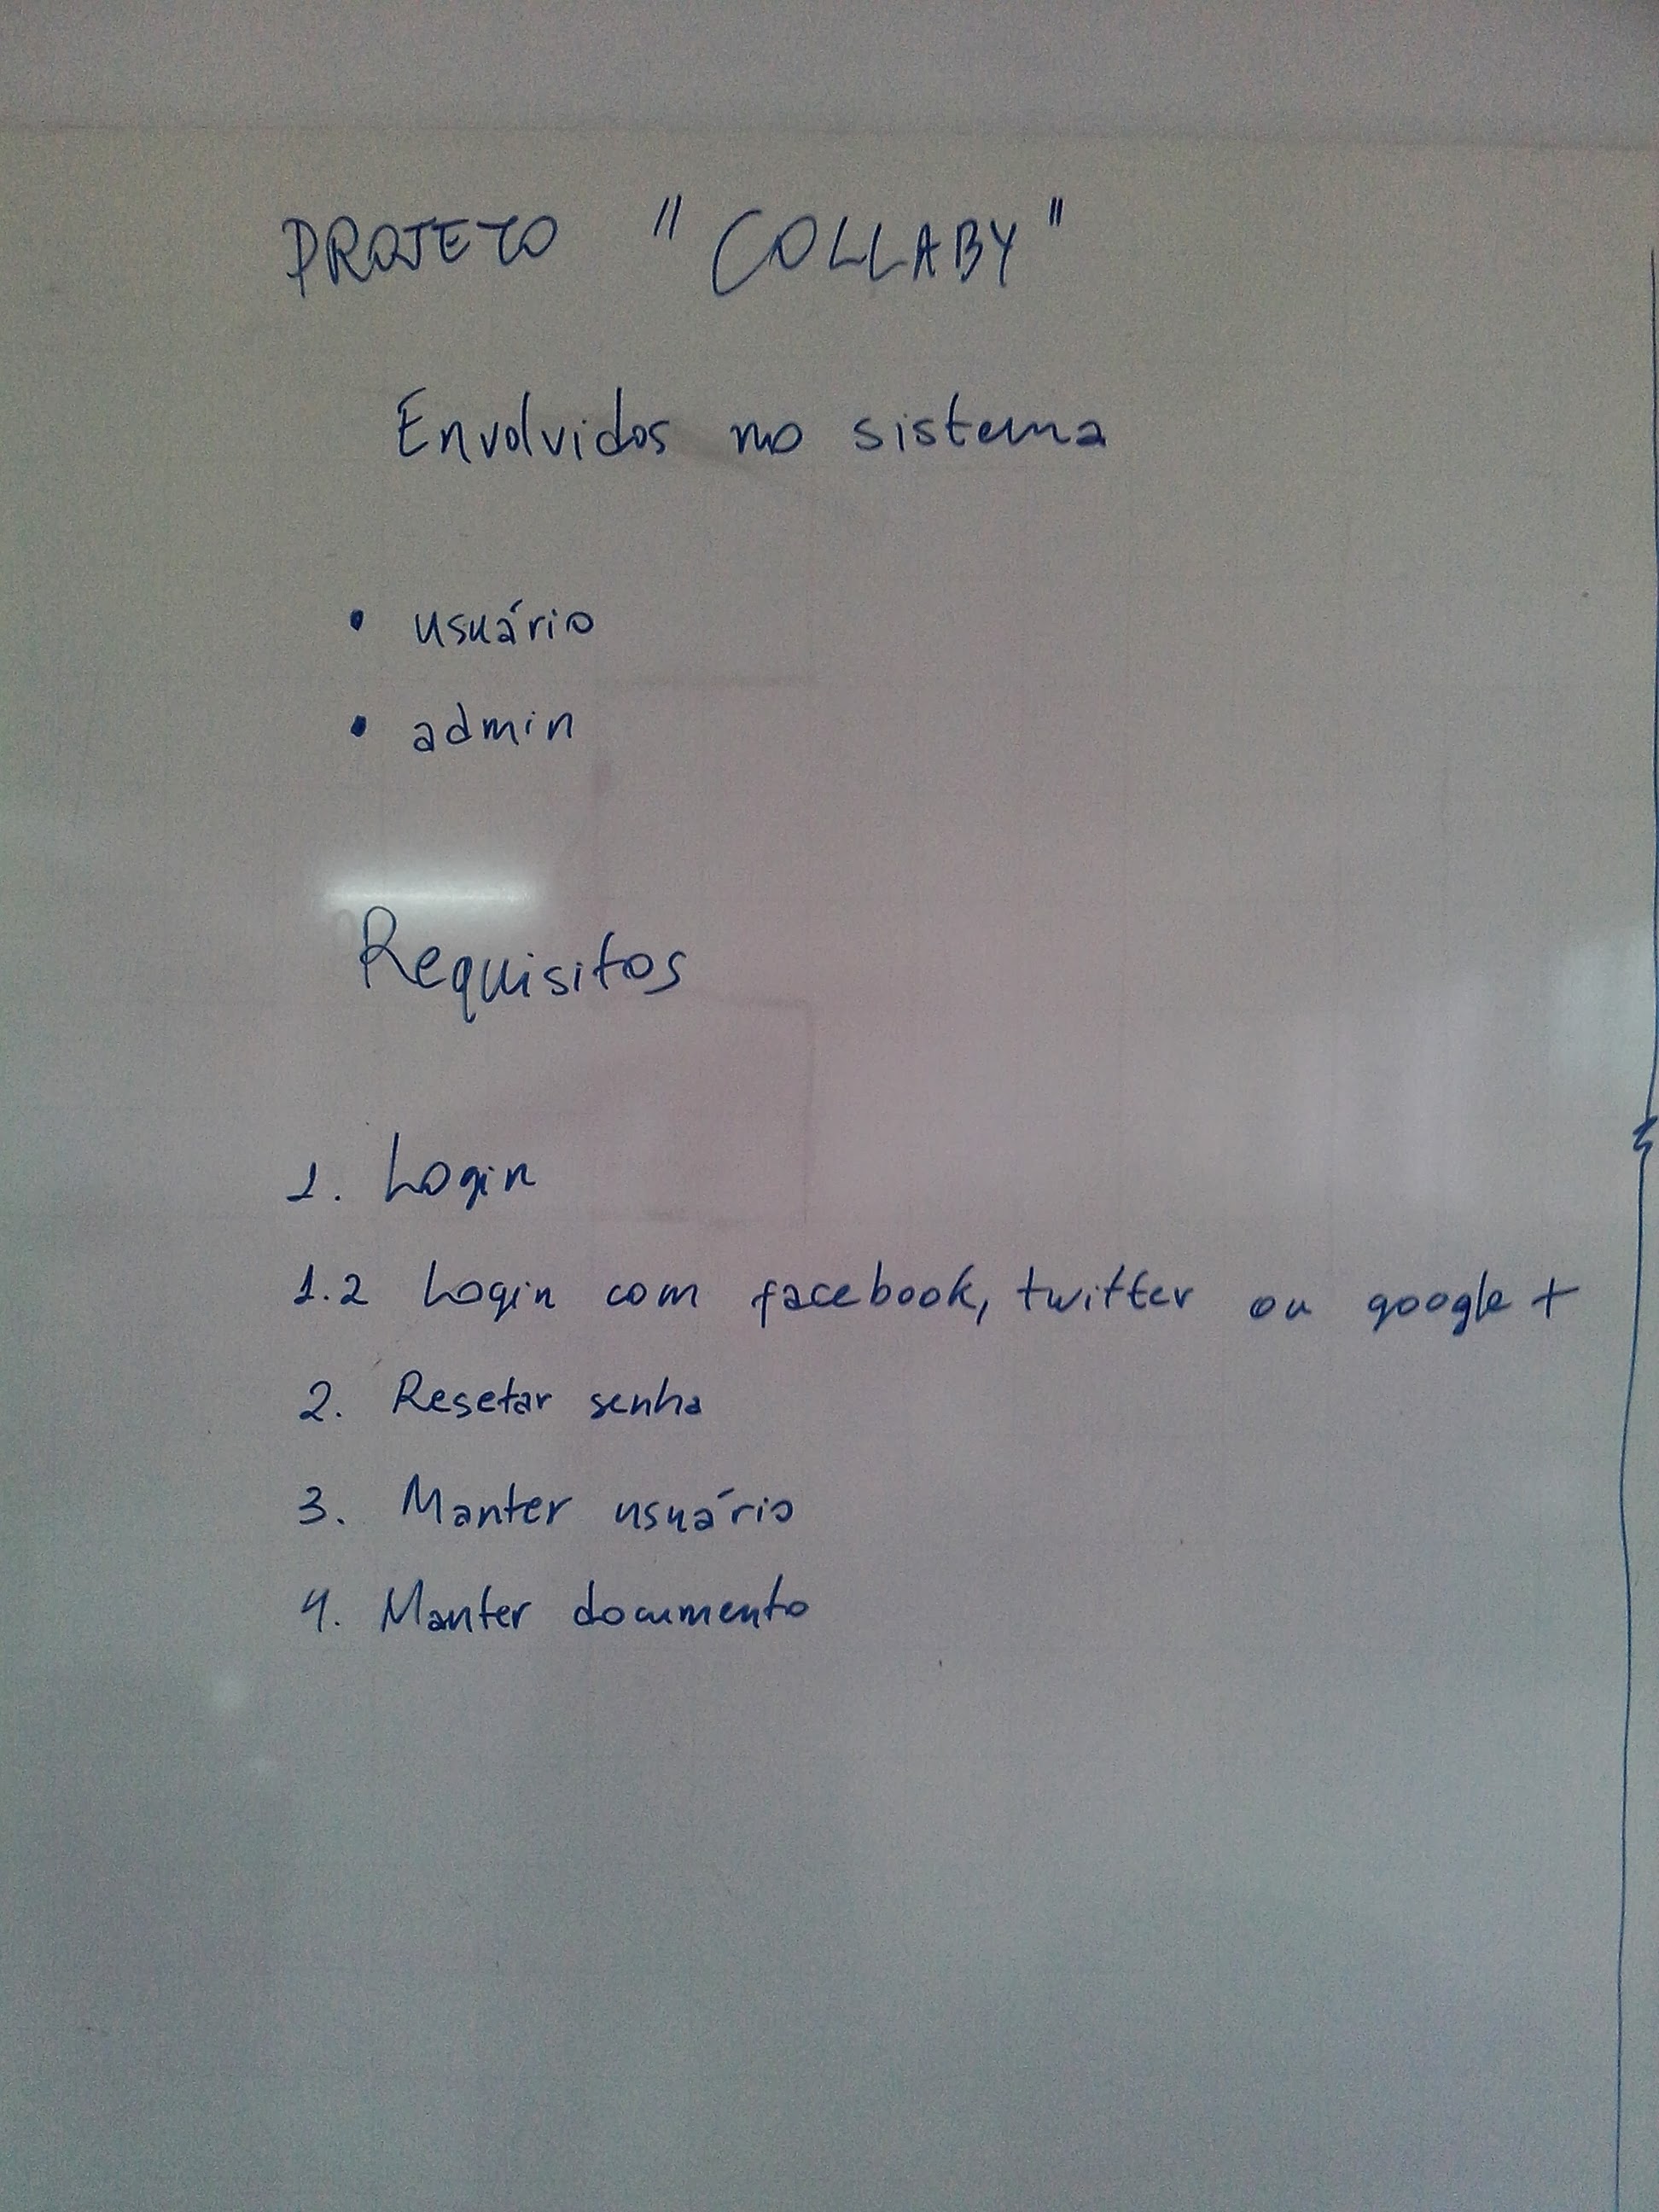 PROJETO "COLLABY"
Envolvidos no sistema
• usuário
• admin
Requisitos
1. Login
1.2 Login com facebook, twitter ou google +
2. Resetar senha
3. Manter usuário
4. Manter documento